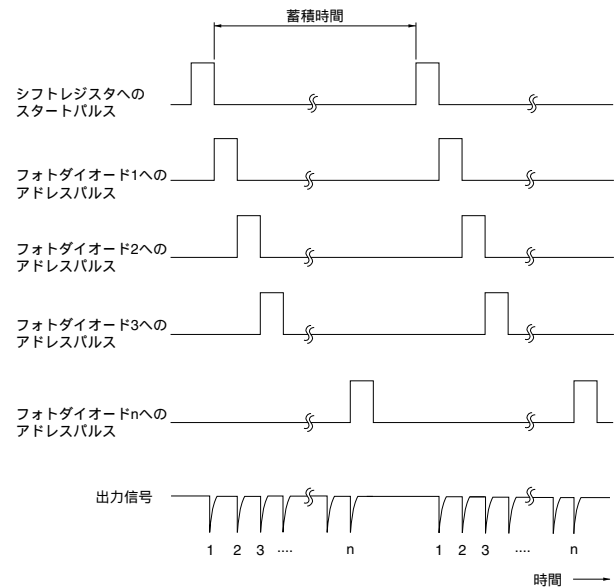 蓄積時間
シフトレジスタへの
スタートパルス
フォトダイオード1への
アドレスパルス
フォトダイオード2への
アドレスパルス
フォトダイオード3への
アドレスパルス
フォトダイオードnへの
アドレスパルス
出力信号
1 2 3 .... n 1 2 3 .... n
時間